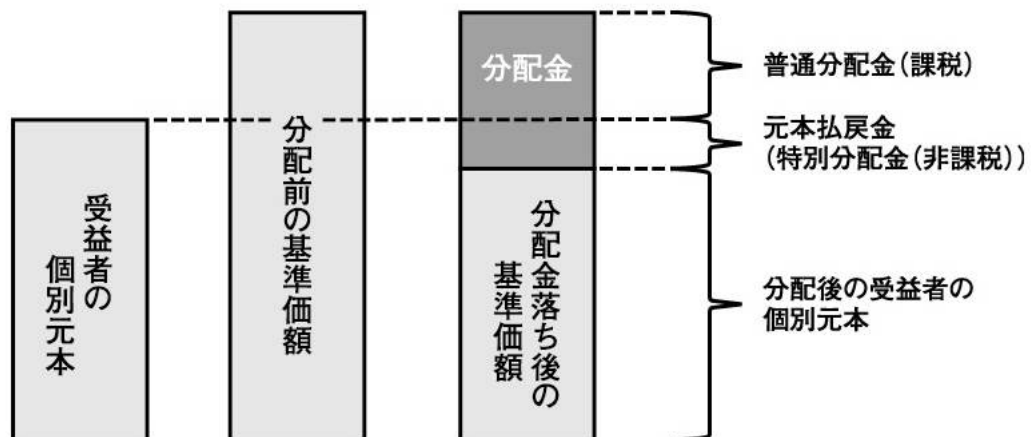 受益者の
個別元本
分配前の基準価額
分配金
分配金落ち後の
基準価額
普通分配金(課税)
元本払戻金
(特別分配金(非課税))
分配後の受益者の
個別元本